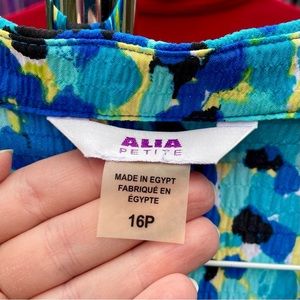 ALIA
PETITE
MADE IN EGYPT
FABRIQUÉ EN
ÉGYPTE
16P